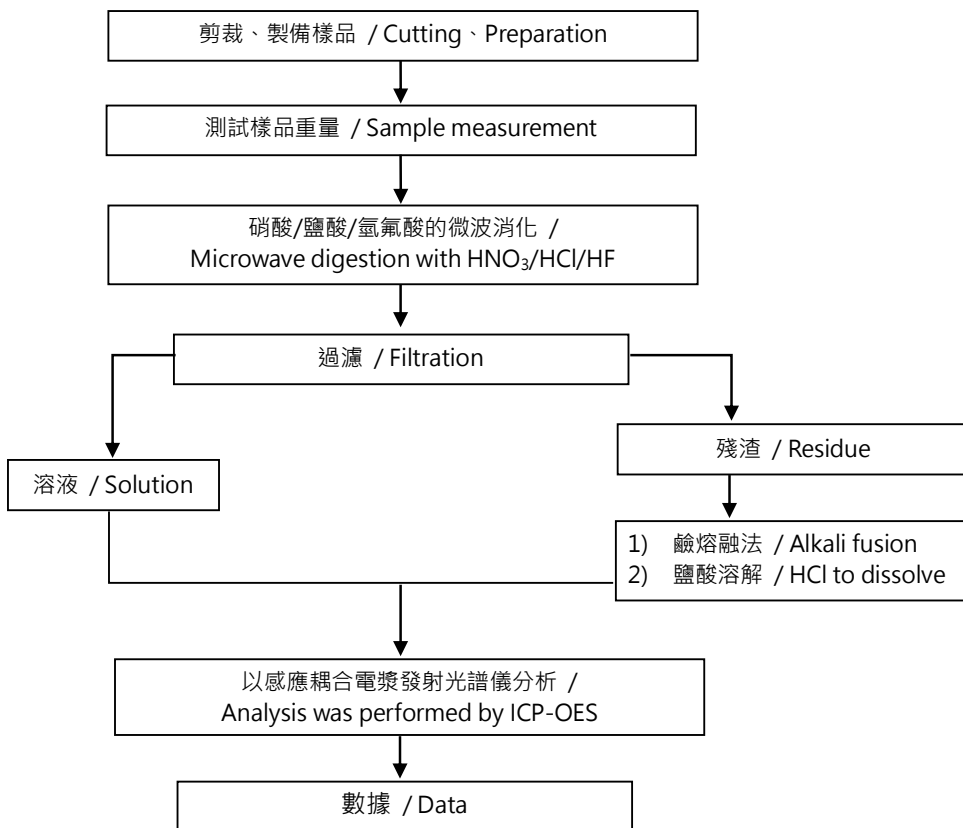 剪裁、製備樣品 / Cutting、Preparation
測試樣品重量 / Sample measurement
硝酸/鹽酸/氫氟酸的微波消化 /
Microwave digestion with HNO₃/HCl/HF
過濾 / Filtration
溶液 / Solution
殘渣 / Residue
1) 鹼熔融法 / Alkali fusion
2) 鹽酸溶解 / HCl to dissolve
以感應耦合電漿發射光譜儀分析 /
Analysis was performed by ICP-OES
數據 / Data